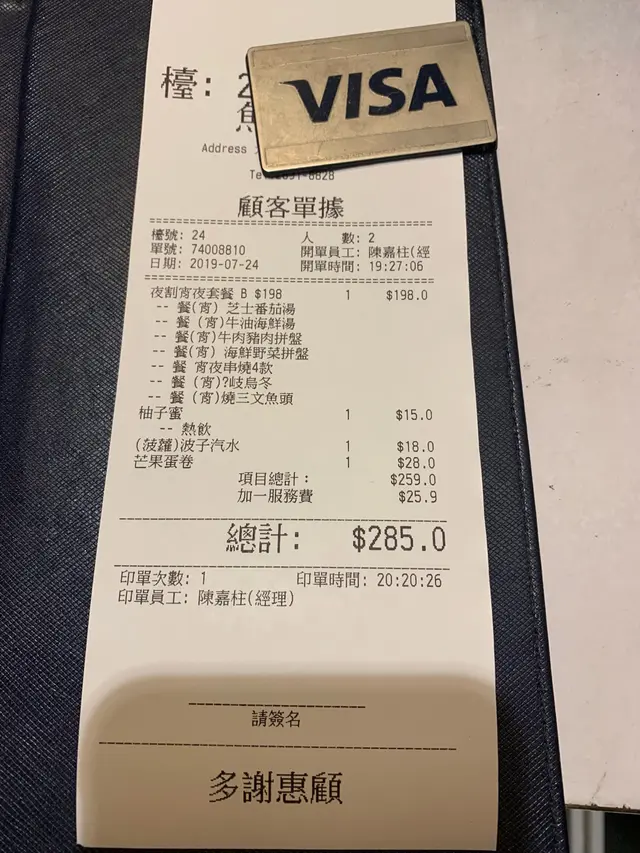 VISA
檯: 2
Address
Te
-8828
顧客單據
檯號: 24 人 數: 2
單號: 74008810 開單員工: 陳嘉柱(經
日期: 2019-07-24 開單時間: 19:27:06
夜割宵夜套餐 B $198 1 $198.0
-- 餐(宵) 芝士番茄湯
-- 餐 (宵)牛油海鮮湯
-- 餐(宵)牛肉豬肉拼盤
-- 餐(宵) 海鮮野菜拼盤
-- 餐 宵夜串燒4款
-- 餐 (宵)?岐烏冬
-- 餐 (宵)燒三文魚頭
柚子蜜 1 $15.0
-- 熱飲
(菠蘿)波子汽水 1 $18.0
芒果蛋卷 1 $28.0
項目總計: $259.0
加一服務費 $25.9
總計: $285.0
印單次數: 1 印單時間: 20:20:26
印單員工: 陳嘉柱(經理)
請簽名
多謝惠顧